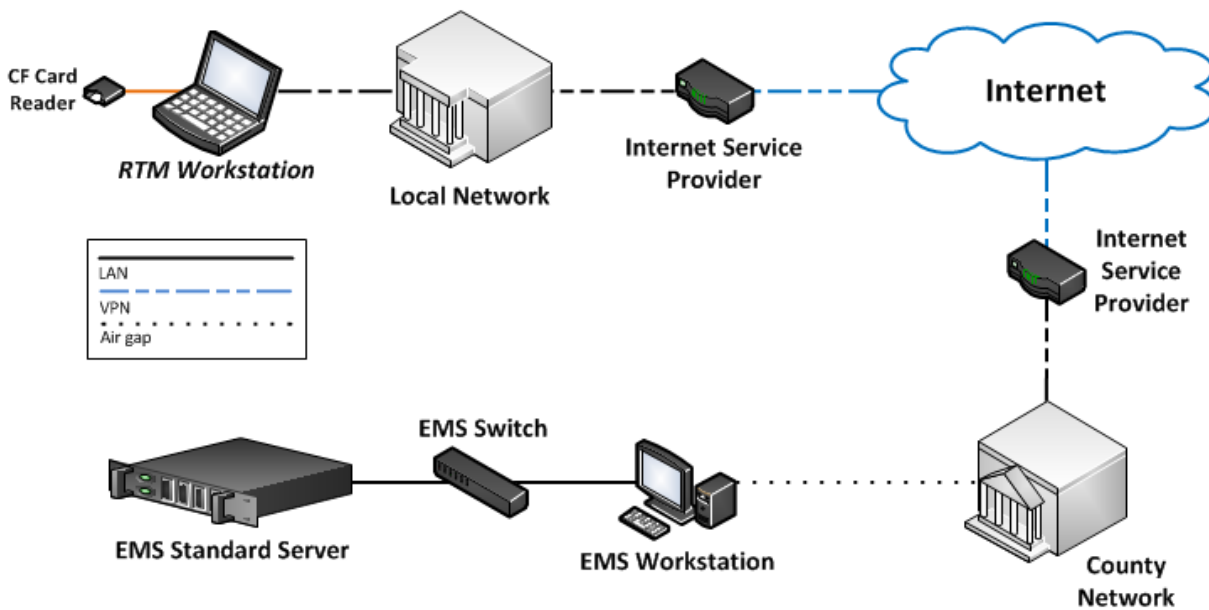 CF Card
Reader
RTM Workstation
Local Network
Internet Service
Provider
Internet
Internet
Service
Provider
LAN
VPN
Air gap
EMS Switch
EMS Standard Server
EMS Workstation
County
Network